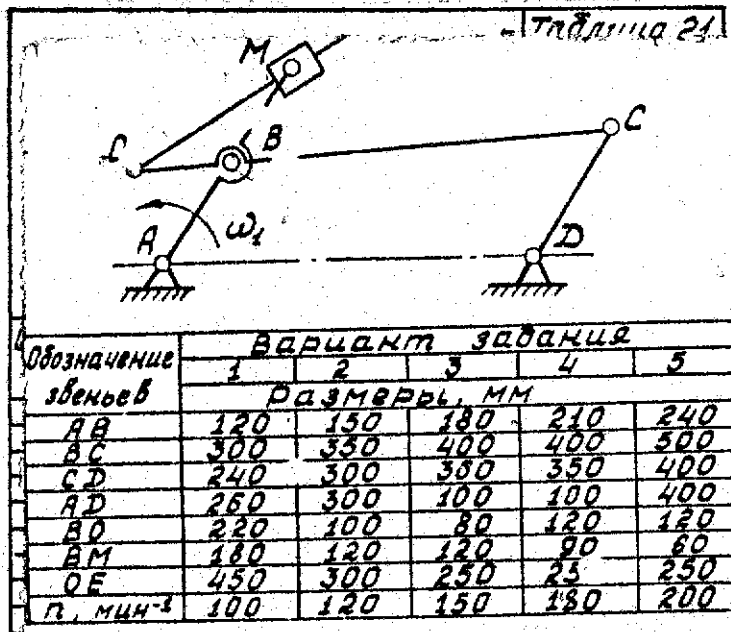 Таблица 21
M
B
C
A
ω₁
D
Обозначение звеньев
Вариант задания
1 2 3 4 5
Размеры, мм
AB 120 150 180 210 240
BC 300 350 400 400 500
CD 240 300 350 350 400
AD 260 300 100 100 400
BO 220 100 80 120 120
BM 180 120 120 90 60
OE 450 300 250 25 250
n, мин⁻¹ 100 120 150 180 200